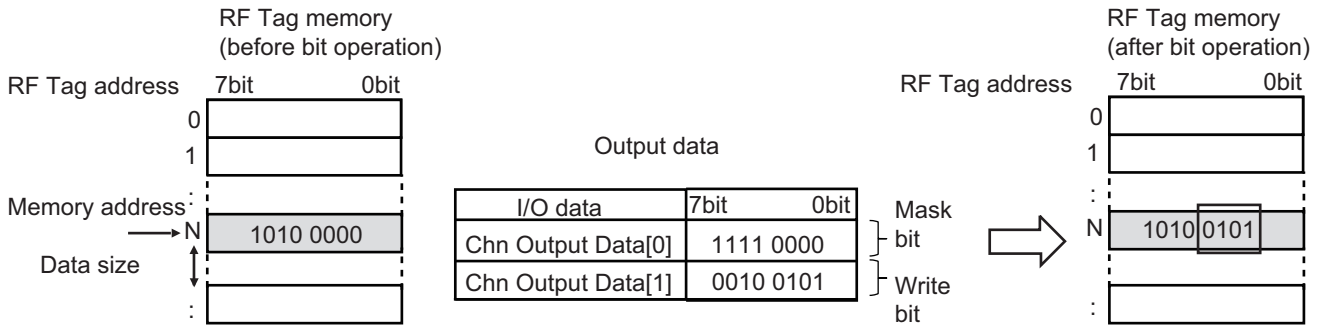 RF Tag memory
(before bit operation)
RF Tag address
7bit 0bit
0
1
:
Memory address
N
1010 0000
Data size
:
Output data
I/O data 7bit 0bit
Chn Output Data[0] 1111 0000
Mask
bit
Chn Output Data[1] 0010 0101
Write
bit
RF Tag memory
(after bit operation)
RF Tag address
7bit 0bit
0
1
:
N
1010 0101
: